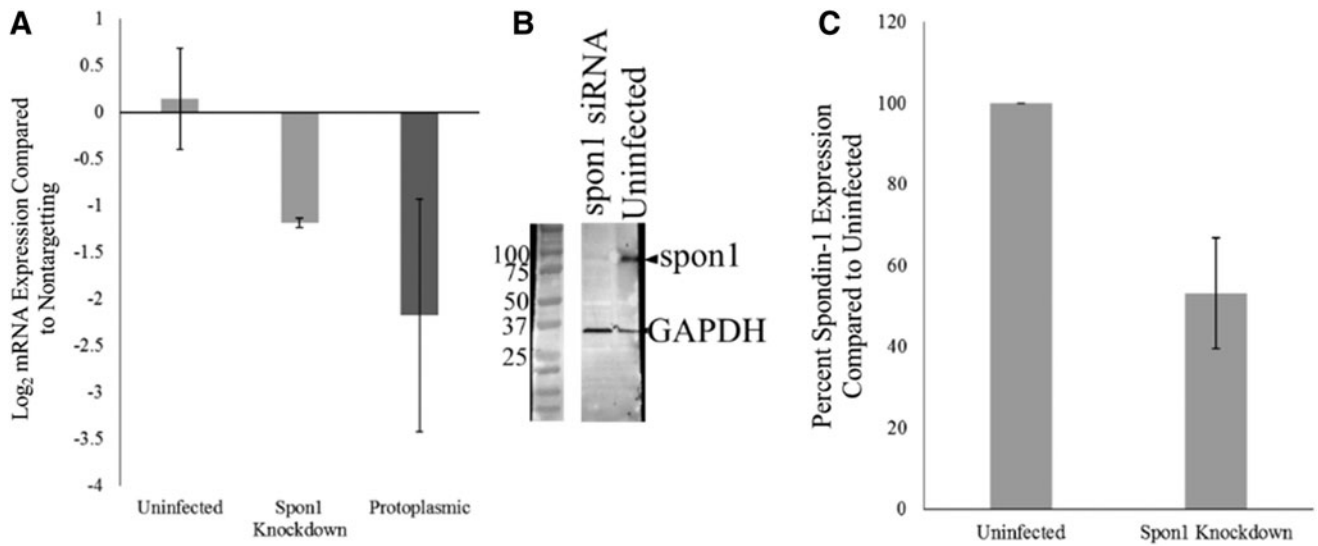 A
Log2 mRNA Expression Compared
to Nontargetting
1
0.5
0
-0.5
-1
-1.5
-2
-2.5
-3
-3.5
-4
Uninfected
Spon1
Knockdown
Protoplasmic
B
spon1 siRNA
Uninfected
100
75
50
37
25
spon1
GAPDH
C
Percent Spondin-1 Expression
Compared to Uninfected
120
100
80
60
40
20
0
Uninfected
Spon1 Knockdown